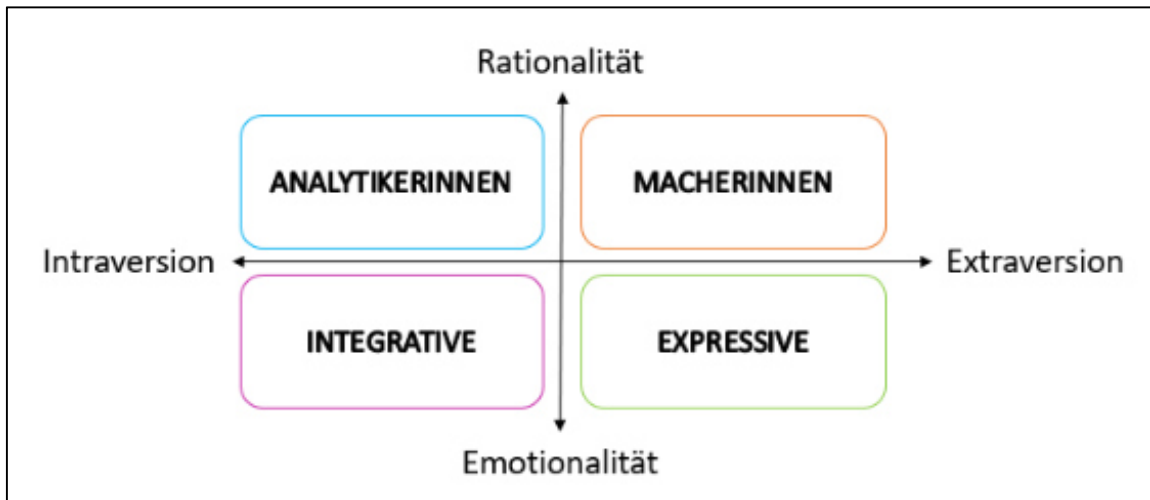 Rationalität
ANALYTIKERINNEN
MACHERINNEN
Intraversion
Extraversion
INTEGRATIVE
EXPRESSIVE
Emotionalität